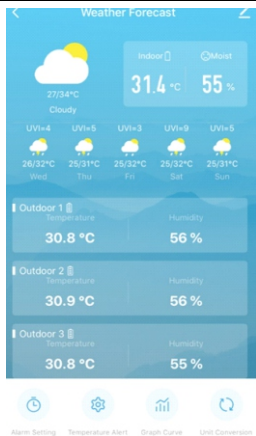 Weather Forecast
Indoor Moist
27/34°C 31.4 °C 55 %
Cloudy
UVI=4 UVI=5 UVI=3 UVI=9 UVI=5
26/32°C 25/31°C 25/32°C 25/32°C 25/31°C
Wed Thu Fri Sat Sun
Outdoor 1
Temperature Humidity
30.8 °C 56 %
Outdoor 2
Temperature Humidity
30.9 °C 56 %
Outdoor 3
Temperature Humidity
30.8 °C 55 %
Alarm Setting Temperature Alert Graph Curve Unit Conversion